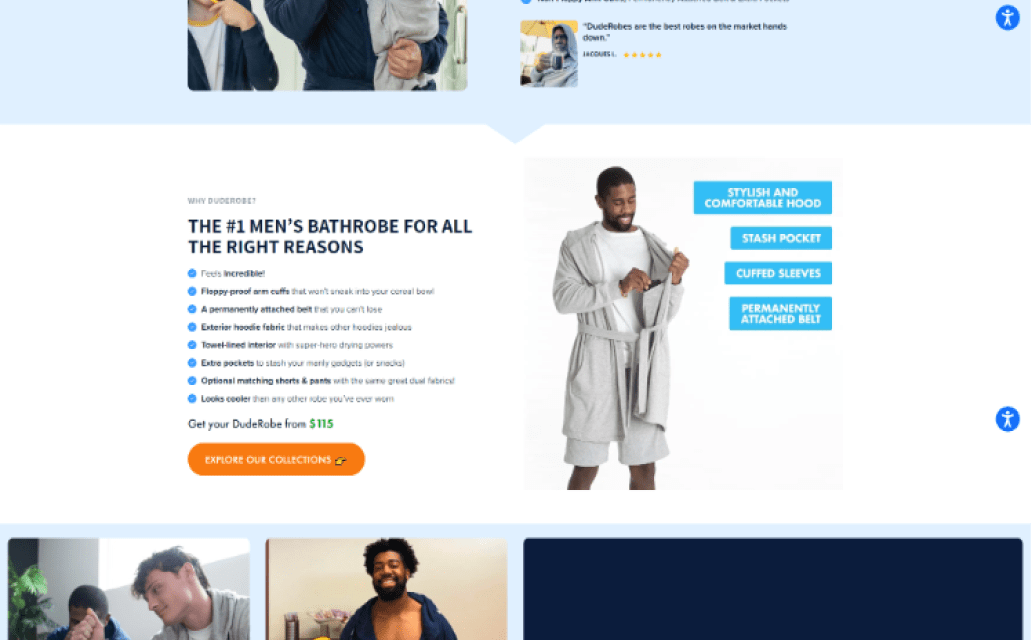 "DudeRobes are the best robes on the market hands
down."
JACQUES L.
WHY DUDEROBE?
THE #1 MEN'S BATHROBE FOR ALL
THE RIGHT REASONS
Feels incredible!
Floppy-proof arm cuffs that won't sneak into your cereal bowl
A permanently attached belt that you can't lose
Exterior hoodie fabric that makes other hoodies jealous
Towel-lined interior with super-hero drying powers
Extra pockets to stash your manly gadgets (or snacks)
Optional matching shorts & pants with the same great dual fabrics!
Looks cooler then any other robe you've ever worn
Get your DudeRobe from $115
EXPLORE OUR COLLECTIONS
STYLISH AND
COMFORTABLE HOOD
STASH POCKET
CUFFED SLEEVES
PERMANENTLY
ATTACHED BELT